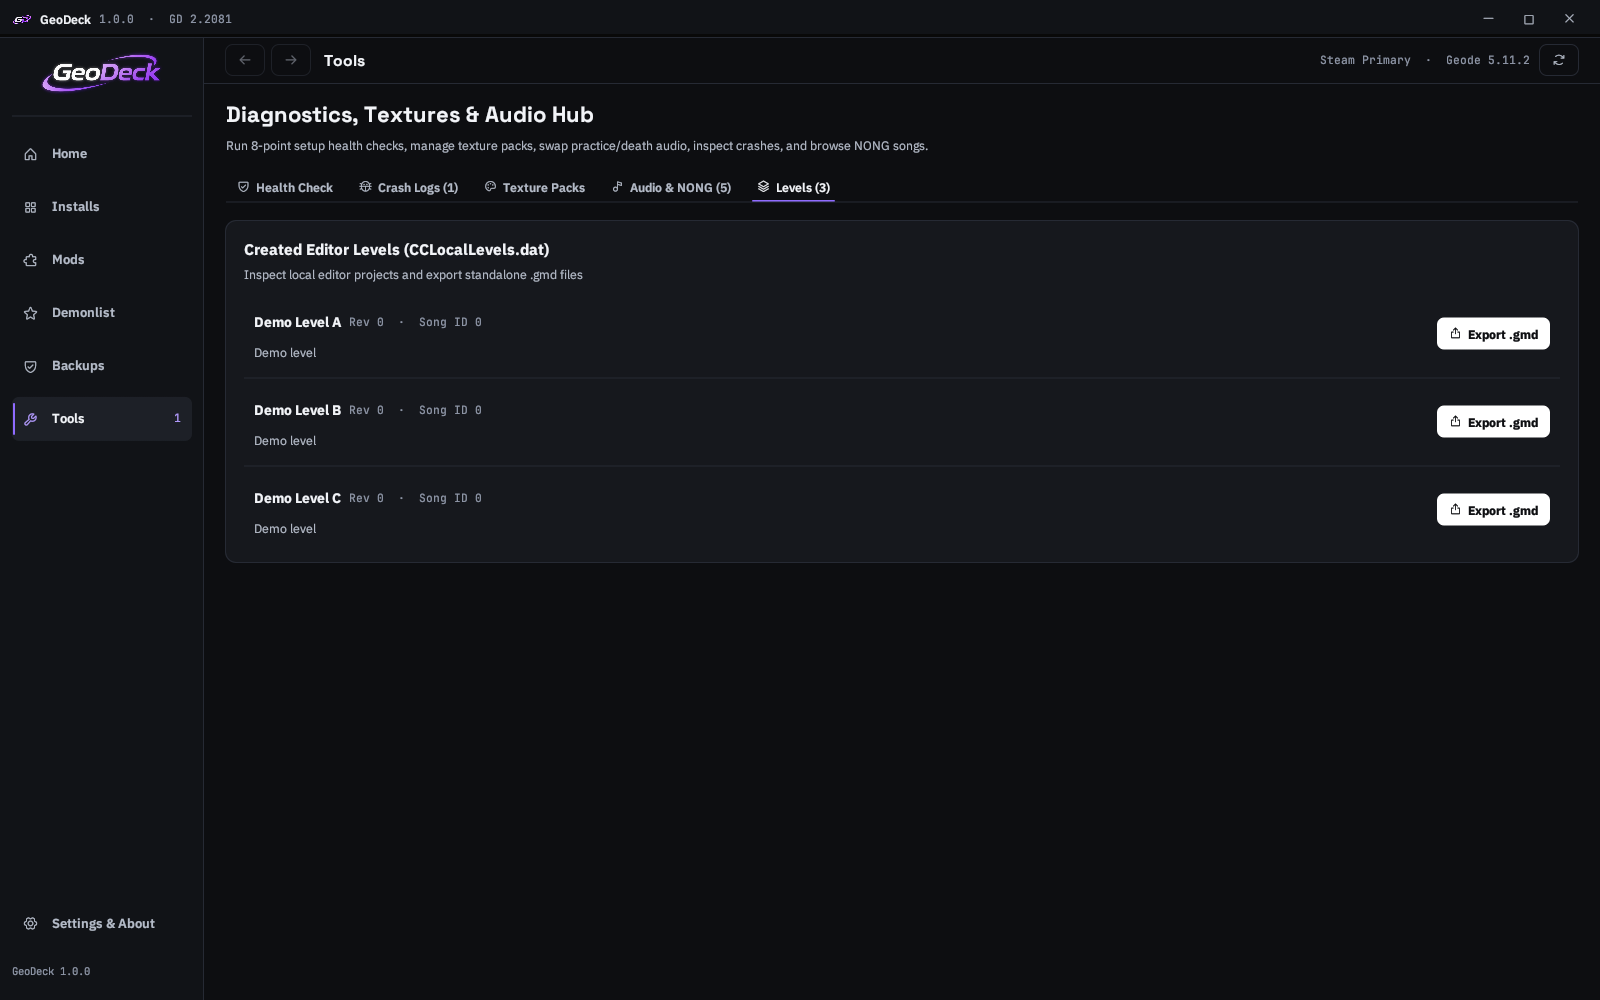 GeoDeck 1.0.0 · GD 2.2081
GeoDeck
Home
Installs
Mods
Demonlist
Backups
Tools 1
Settings & About
GeoDeck 1.0.0
Tools
Steam Primary · Geode 5.11.2
Diagnostics, Textures & Audio Hub
Run 8-point setup health checks, manage texture packs, swap practice/death audio, inspect crashes, and browse NONG songs.
Health Check Crash Logs (1) Texture Packs Audio & NONG (5) Levels (3)
Created Editor Levels (CCLocalLevels.dat)
Inspect local editor projects and export standalone .gmd files
Demo Level A Rev 0 · Song ID 0
Demo level
Export .gmd
Demo Level B Rev 0 · Song ID 0
Demo level
Export .gmd
Demo Level C Rev 0 · Song ID 0
Demo level
Export .gmd